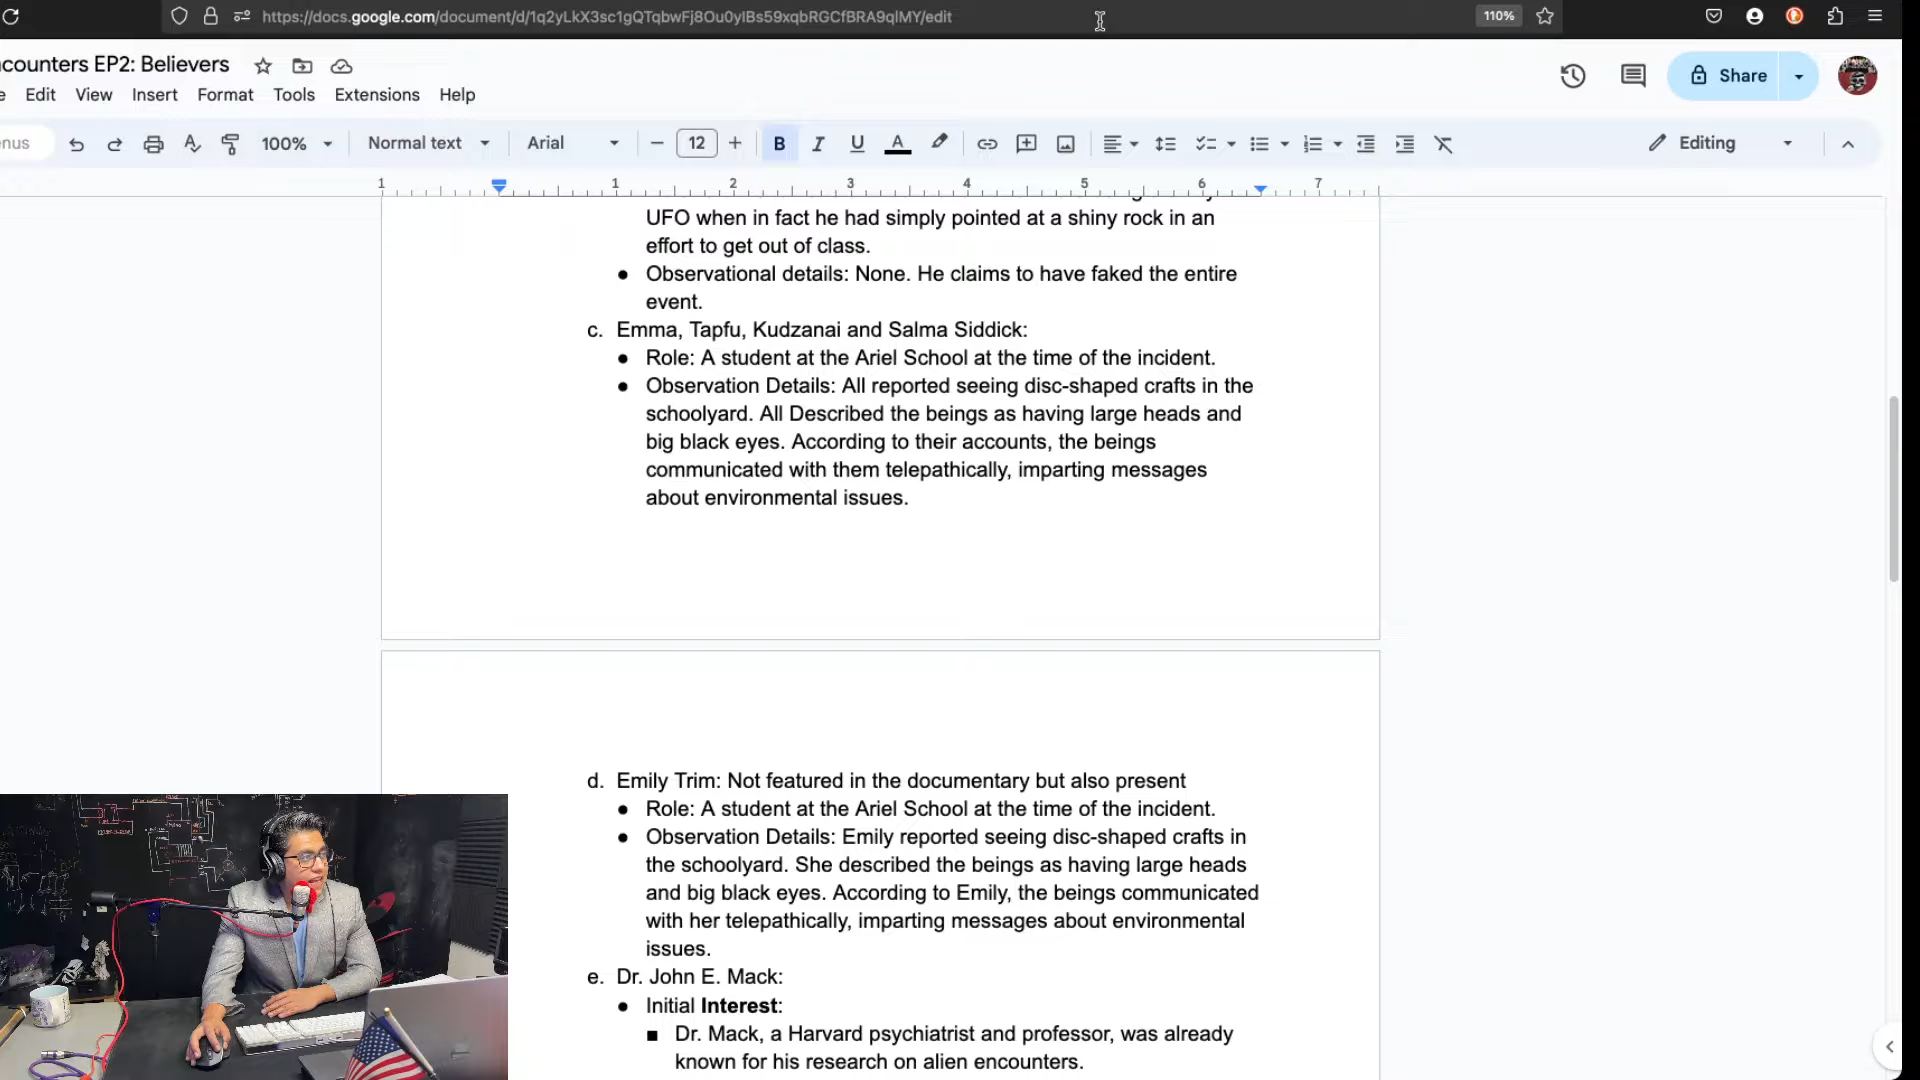 https://docs.google.com/document/d/1q2yLkX3sc1gQTqbwFj8Ou0yIBs59xqbRGCfBRA9qlMY/edit
110%
counters EP2: Believers
Share
Edit View Insert Format Tools Extensions Help
enus
100%
Normal text
Arial
12
B
I
U
A
Editing
1 1 2 3 4 5 6 7
UFO when in fact he had simply pointed at a shiny rock in an
effort to get out of class.
● Observational details: None. He claims to have faked the entire
event.
c. Emma, Tapfu, Kudzanai and Salma Siddick:
● Role: A student at the Ariel School at the time of the incident.
● Observation Details: All reported seeing disc-shaped crafts in the
schoolyard. All Described the beings as having large heads and
big black eyes. According to their accounts, the beings
communicated with them telepathically, imparting messages
about environmental issues.
d. Emily Trim: Not featured in the documentary but also present
● Role: A student at the Ariel School at the time of the incident.
● Observation Details: Emily reported seeing disc-shaped crafts in
the schoolyard. She described the beings as having large heads
and big black eyes. According to Emily, the beings communicated
with her telepathically, imparting messages about environmental
issues.
e. Dr. John E. Mack:
● Initial Interest:
■ Dr. Mack, a Harvard psychiatrist and professor, was already
known for his research on alien encounters.